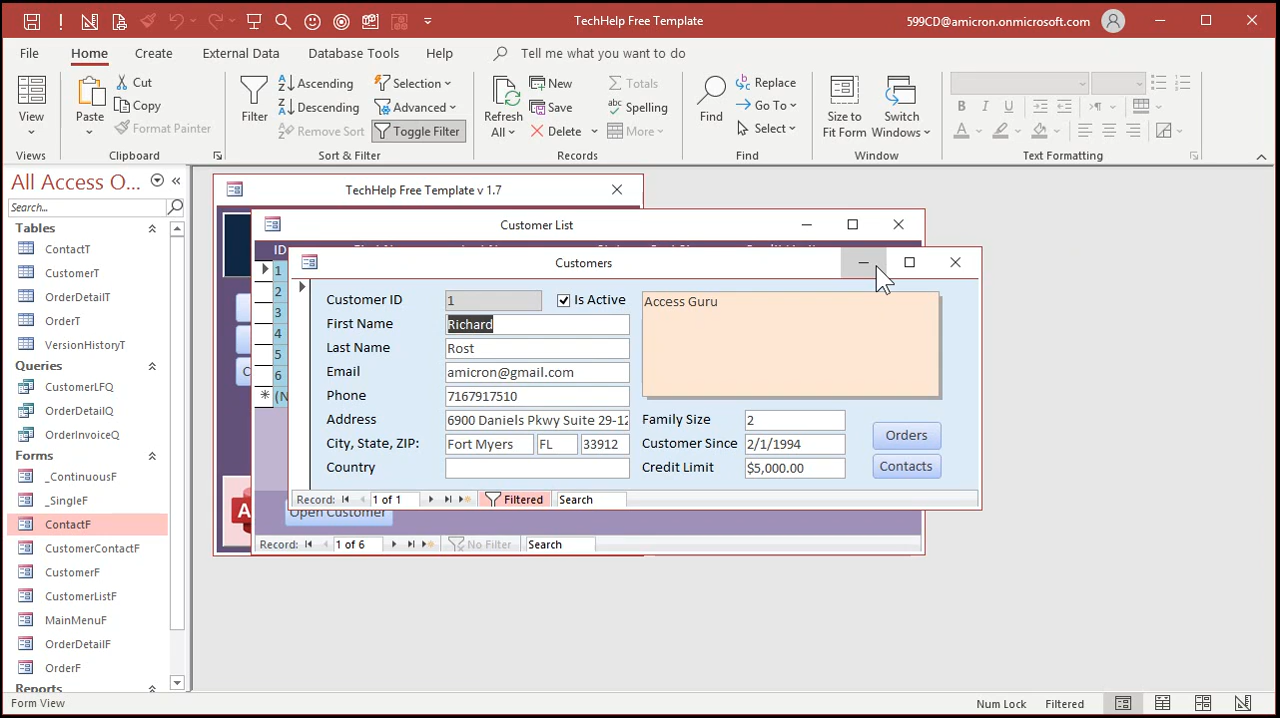 TechHelp Free Template
599CD@amicron.onmicrosoft.com
File Home Create External Data Database Tools Help Tell me what you want to do
View
Views
Paste
Cut
Copy
Format Painter
Clipboard
Filter
Ascending
Descending
Remove Sort
Selection
Advanced
Toggle Filter
Sort & Filter
Refresh
All
New
Save
Delete
Totals
Spelling
More
Records
Find
Replace
Go To
Select
Find
Size to
Fit Form
Switch
Windows
Window
B I U
A
Text Formatting
All Access O...
Search...
Tables
ContactT
CustomerT
OrderDetailT
OrderT
VersionHistoryT
Queries
CustomerLFQ
OrderDetailQ
OrderInvoiceQ
Forms
_ContinuousF
_SingleF
ContactF
CustomerContactF
CustomerF
CustomerListF
MainMenuF
OrderDetailF
OrderF
Reports
TechHelp Free Template v 1.7
Customer List
ID
1
2
3
4
5
6
* (N
C
A
Open Customer
Record: 1 of 6 No Filter Search
Customers
Customer ID 1 Is Active
First Name Richard
Last Name Rost
Email amicron@gmail.com
Phone 7167917510
Address 6900 Daniels Pkwy Suite 29-12
City, State, ZIP: Fort Myers FL 33912
Country
Access Guru
Family Size 2
Customer Since 2/1/1994
Credit Limit $5,000.00
Orders
Contacts
Record: 1 of 1 Filtered Search
Form View
Num Lock Filtered